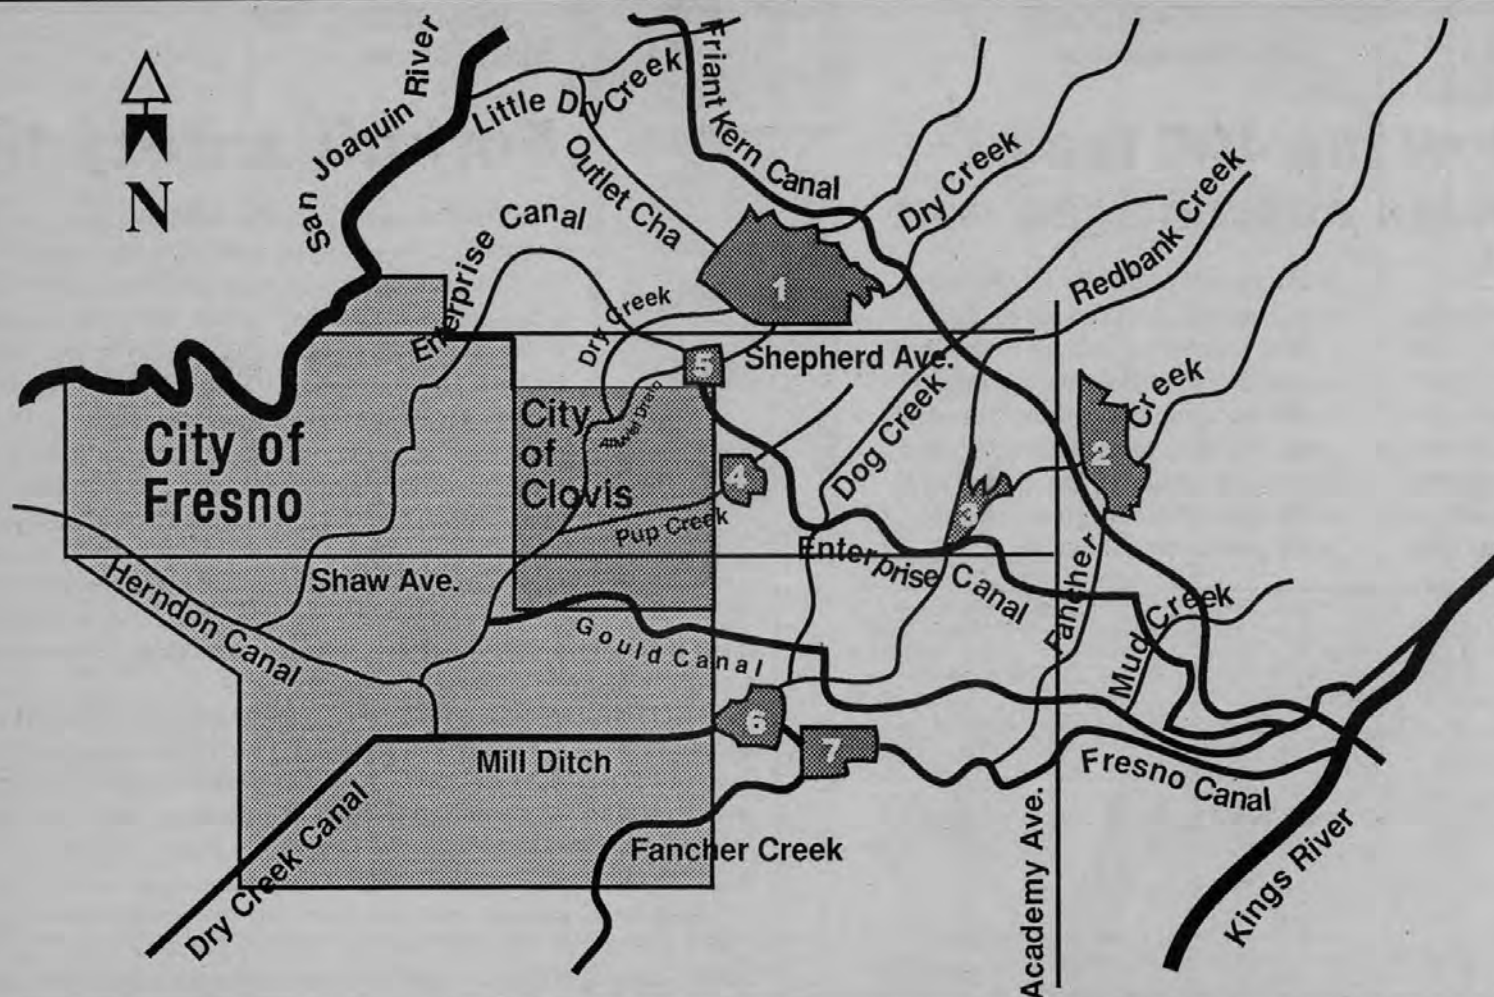 San Joaquin River
Little Dry Creek
Friant Kern Canal
Outlet Cha
Dry Creek
Redbank Creek
N
Enterprise Canal
1
Dry Creek
5
Shepherd Ave.
Creek
2
City of
Fresno
City
of
Clovis
4
Dog Creek
3
Pup Creek
Enterprise Canal
Fancher
Mud Creek
Shaw Ave.
Herndon Canal
Gould Canal
6
7
Mill Ditch
Fresno Canal
Dry Creek Canal
Fancher Creek
Academy Ave.
Kings River